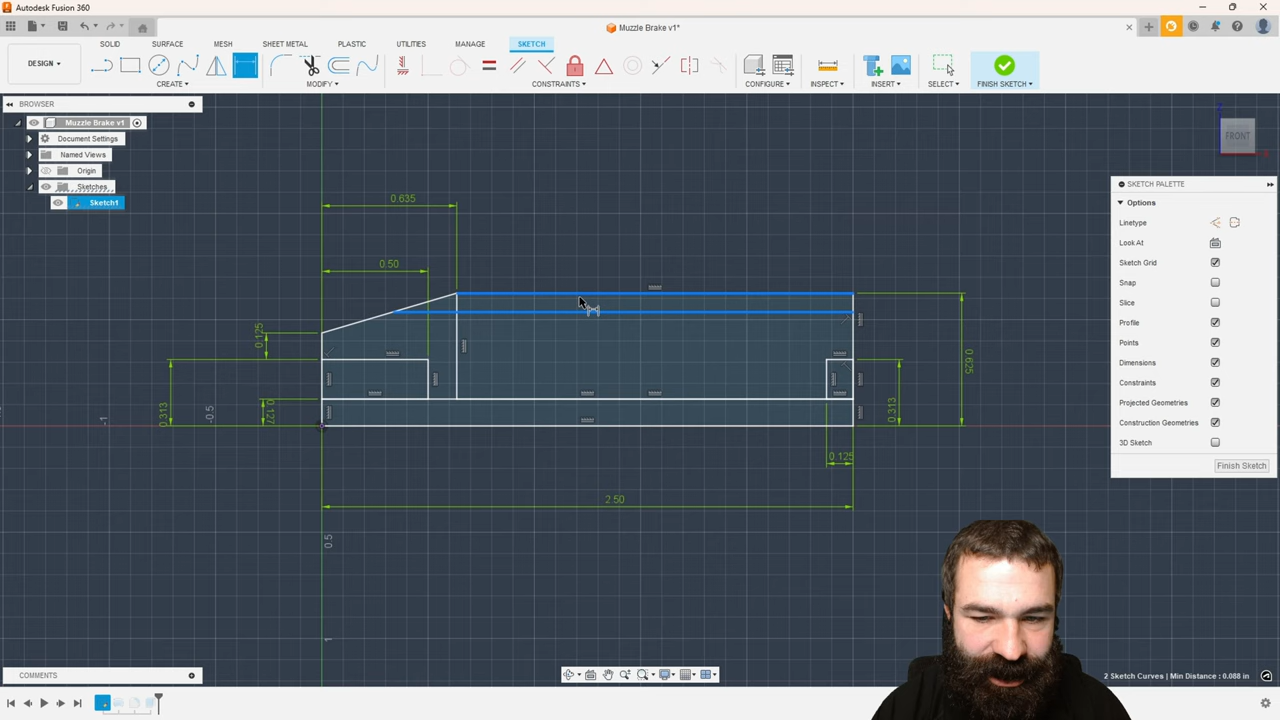 Autodesk Fusion 360
Muzzle Brake v1*
DESIGN
SOLID SURFACE MESH SHEET METAL PLASTIC UTILITIES MANAGE SKETCH
CREATE MODIFY CONSTRAINTS CONFIGURE INSPECT INSERT SELECT FINISH SKETCH
BROWSER
Muzzle Brake v1
Document Settings
Named Views
Origin
Sketches
Sketch1
FRONT
SKETCH PALETTE
Options
Linetype
Look At
Sketch Grid
Snap
Slice
Profile
Points
Dimensions
Constraints
Projected Geometries
Construction Geometries
3D Sketch
Finish Sketch
0.635
0.50
0.125
0.313
0.127
0.625
0.313
0.125
2.50
-1
-0.5
0.5
1
COMMENTS
2 Sketch Curves | Min Distance : 0.088 in